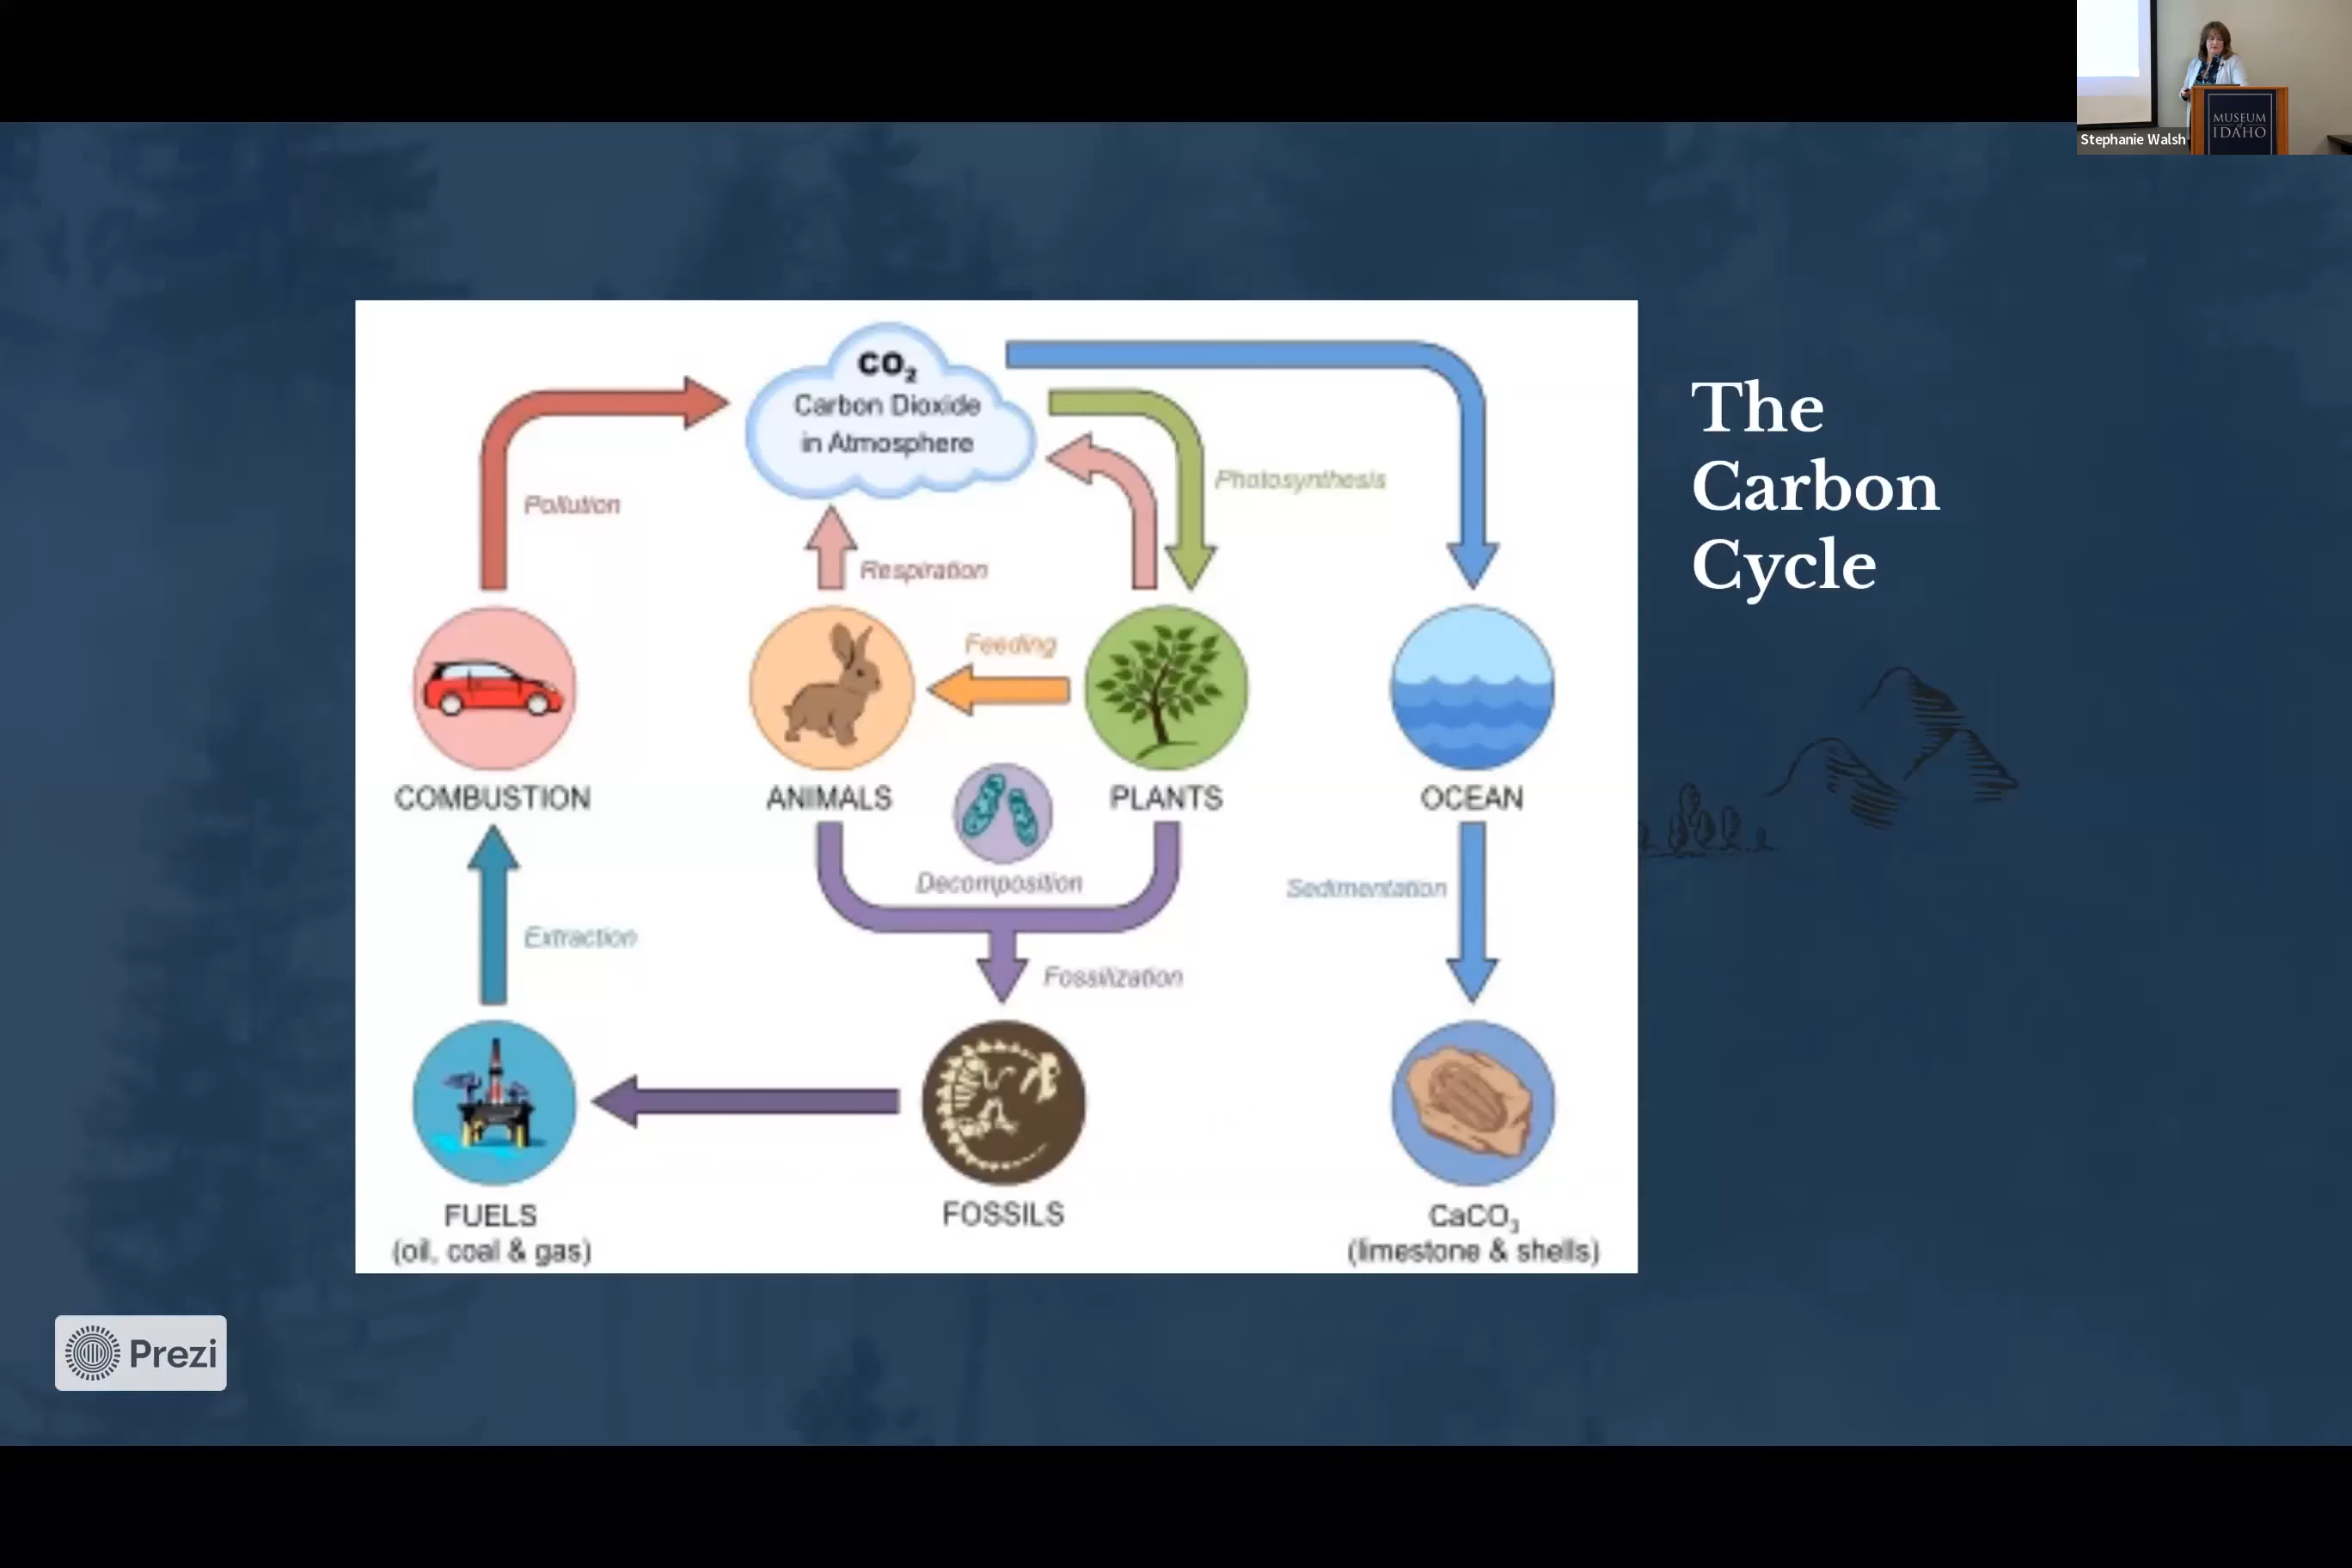 MUSEUM
of
IDAHO
Stephanie Walsh
The
Carbon
Cycle
CO₂
Carbon Dioxide
in Atmosphere
Pollution
Photosynthesis
Respiration
Feeding
COMBUSTION
ANIMALS
PLANTS
OCEAN
Decomposition
Sedimentation
Extraction
Fossilization
FUELS
(oil, coal & gas)
FOSSILS
CaCO₃
(limestone & shells)
Prezi